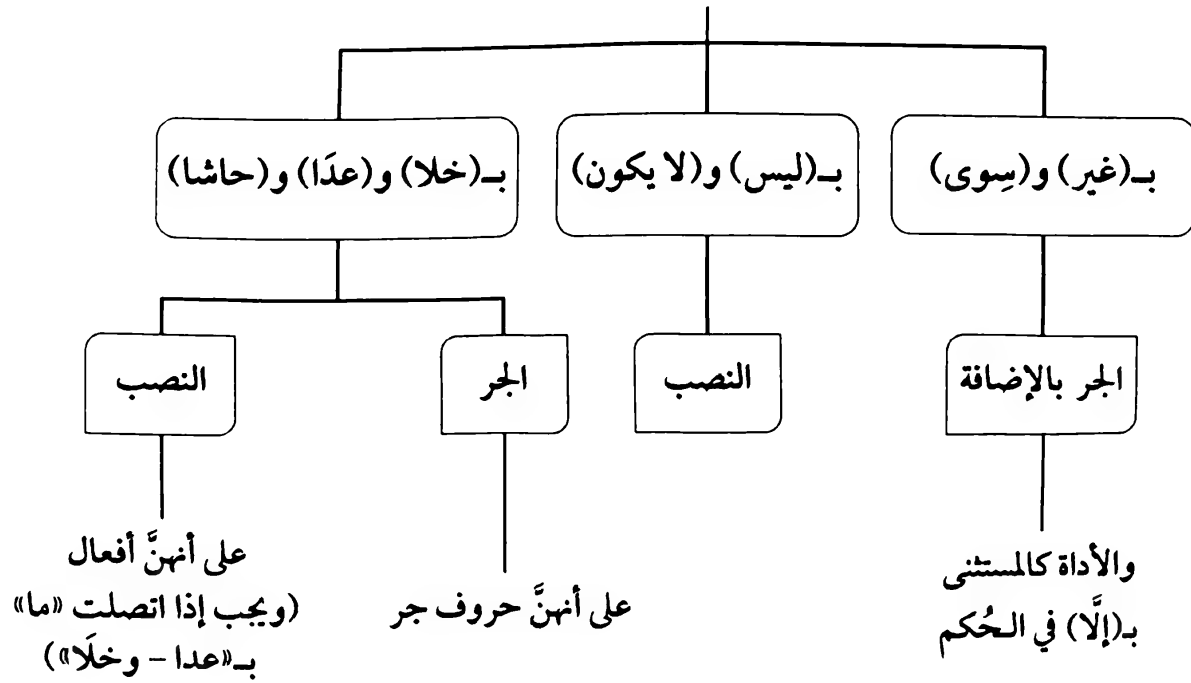 بـ(غير) و(سِوى)
بـ(ليس) و(لا يكون)
بـ(خلا) و(عدَا) و(حاشا)
الجر بالإضافة
النصب
الجر
النصب
والأداة كالمستثنى
بـ(إلَّا) في الـحُكم
على أنهنَّ حروف جر
على أنهنَّ أفعال
(ويجب إذا اتصلت «ما»
بـ«عدا – وخلَا»)